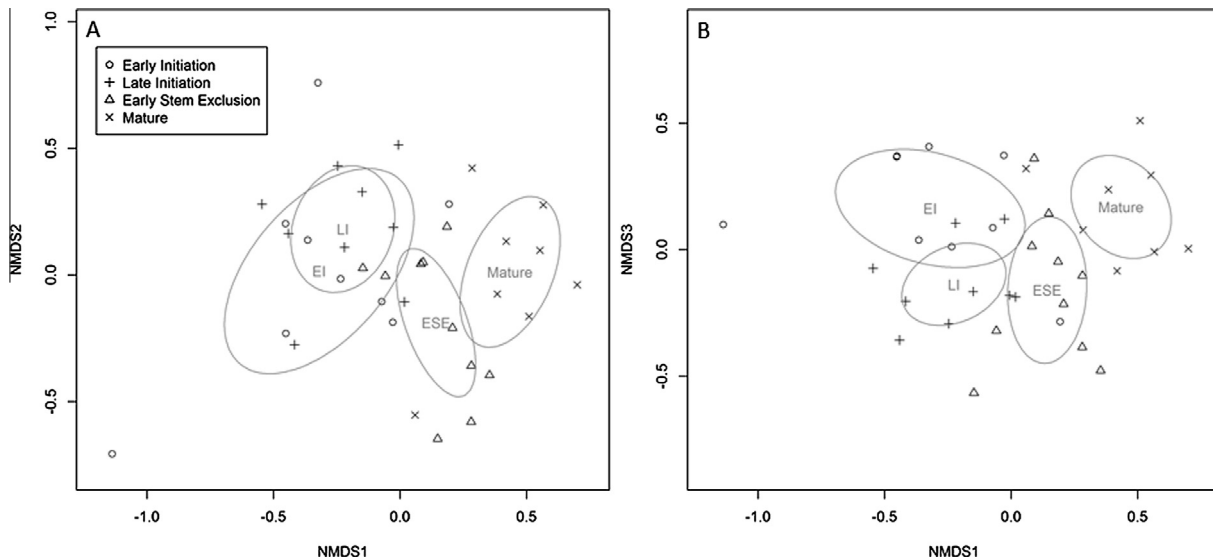 A
B
○ Early Initiation
+ Late Initiation
△ Early Stem Exclusion
× Mature
LI
EI
ESE
Mature
EI
LI
ESE
Mature
NMDS2
1.0
0.5
0.0
-0.5
-1.0 -0.5 0.0 0.5
NMDS1
NMDS3
0.5
0.0
-0.5
-1.0 -0.5 0.0 0.5
NMDS1